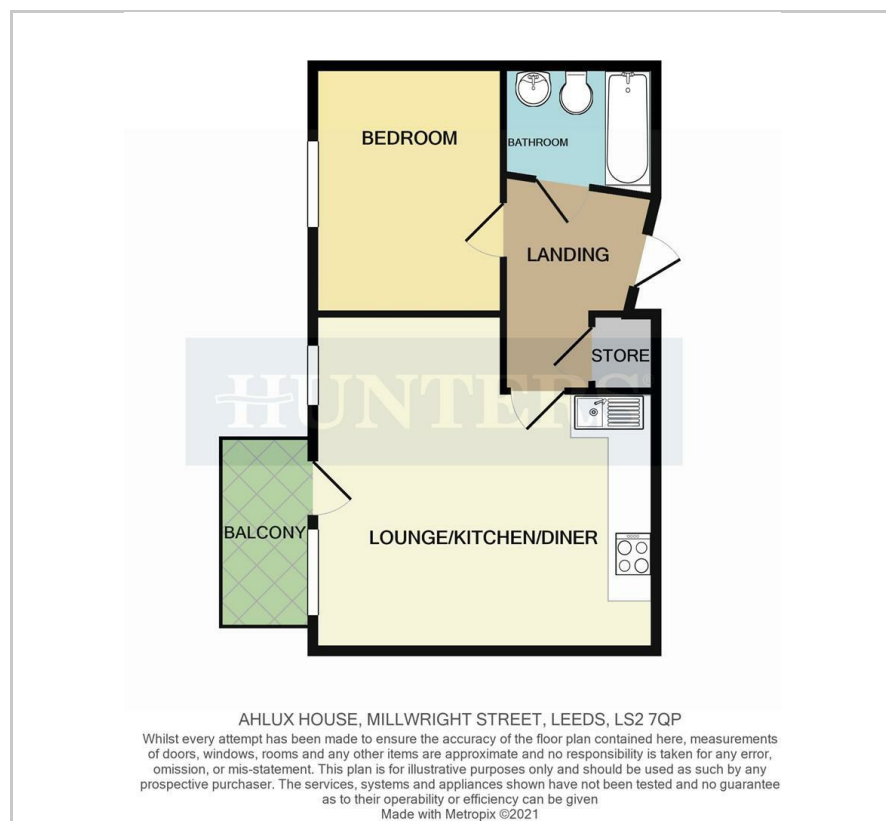 BEDROOM
BATHROOM
LANDING
STORE
HUNTERS
BALCONY
LOUNGE/KITCHEN/DINER
AHLUX HOUSE, MILLWRIGHT STREET, LEEDS, LS2 7QP
Whilst every attempt has been made to ensure the accuracy of the floor plan contained here, measurements
of doors, windows, rooms and any other items are approximate and no responsibility is taken for any error,
omission, or mis-statement. This plan is for illustrative purposes only and should be used as such by any
prospective purchaser. The services, systems and appliances shown have not been tested and no guarantee
as to their operability or efficiency can be given
Made with Metropix ©2021